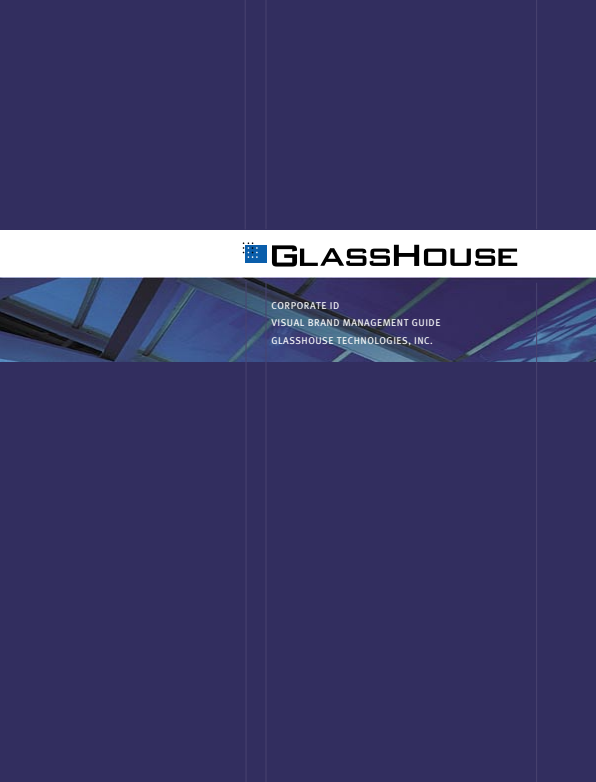 GLASSHOUSE
CORPORATE ID
VISUAL BRAND MANAGEMENT GUIDE
GLASSHOUSE TECHNOLOGIES, INC.